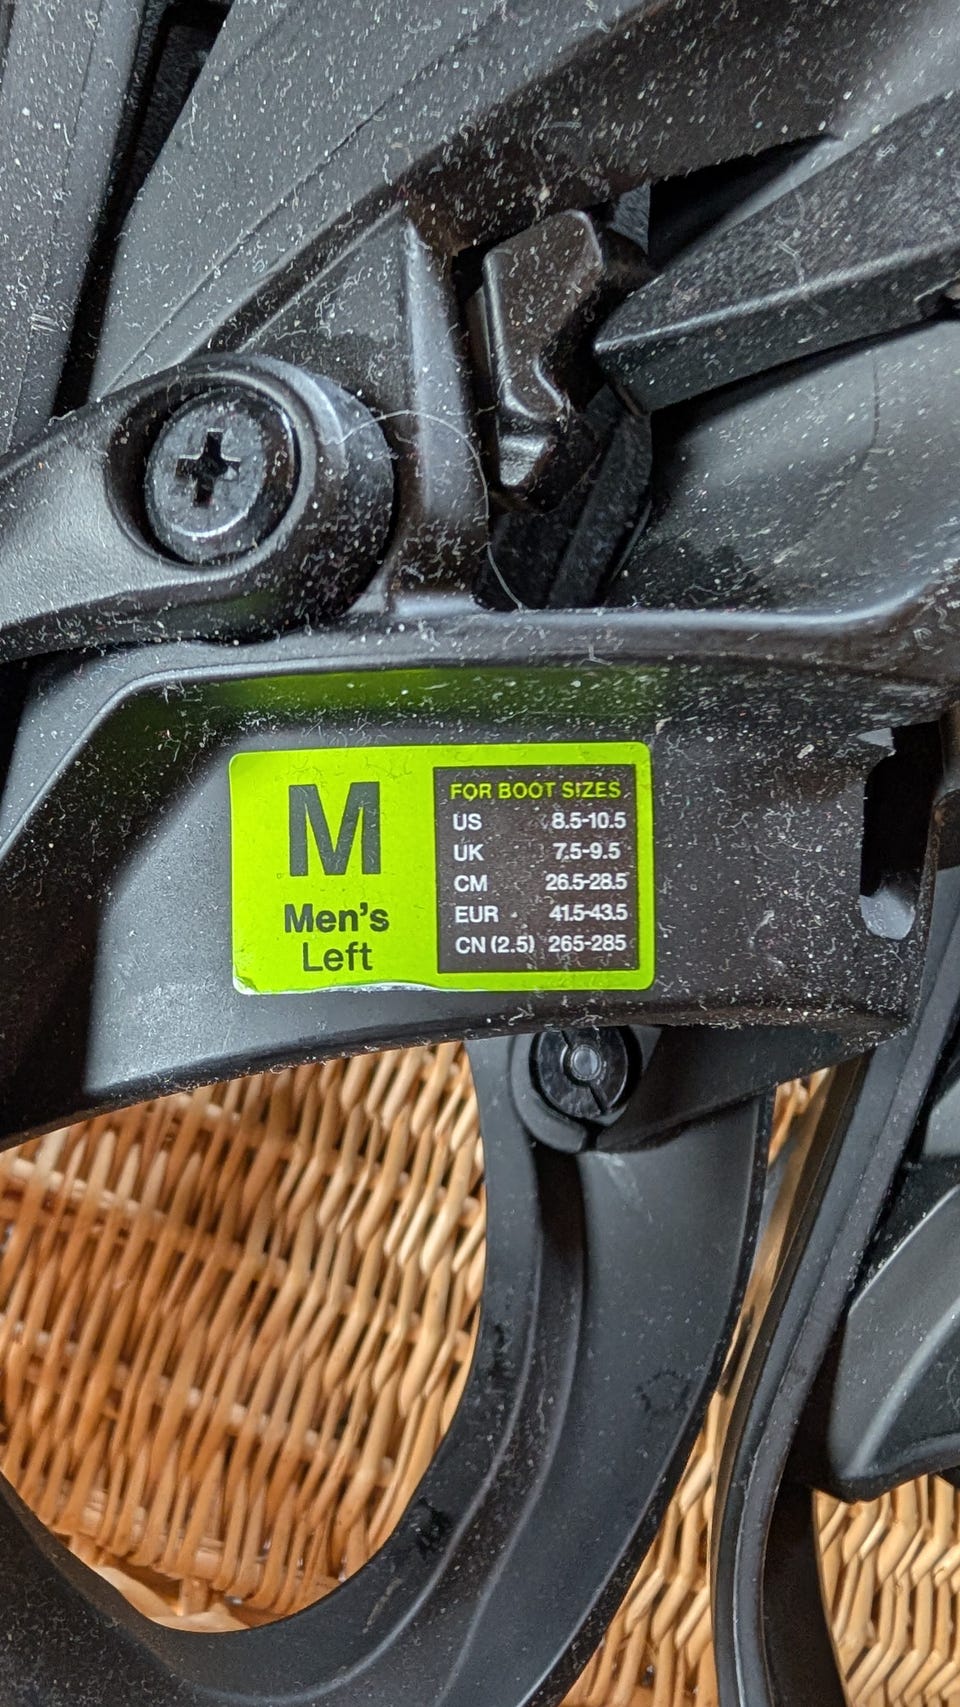 M
Men's
Left
FOR BOOT SIZES
US 8.5-10.5
UK 7.5-9.5
CM 26.5-28.5
EUR 41.5-43.5
CN (2.5) 265-285